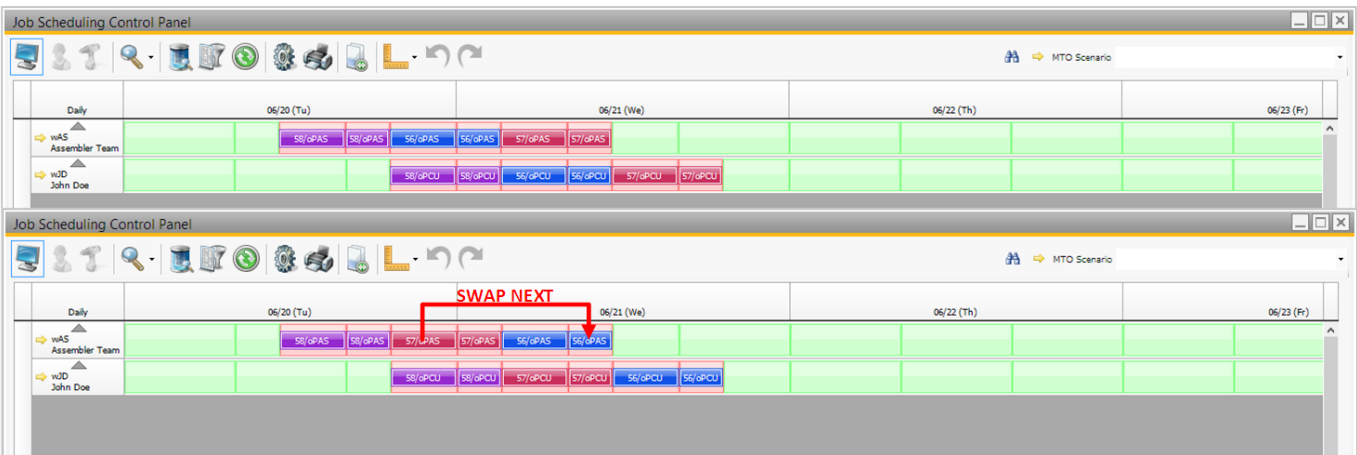 Job Scheduling Control Panel
MTO Scenario
Daily 06/20 (Tu) 06/21 (We) 06/22 (Th) 06/23 (Fr)
wAS 58/oPAS 58/oPAS 56/oPAS 56/oPAS 57/oPAS 57/oPAS
Assembler Team
wJD 58/oPCU 58/oPCU 56/oPCU 56/oPCU 57/oPCU 57/oPCU
John Doe
Job Scheduling Control Panel
MTO Scenario
SWAP NEXT
Daily 06/20 (Tu) 06/21 (We) 06/22 (Th) 06/23 (Fr)
wAS 58/oPAS 58/oPAS 57/oPAS 57/oPAS 56/oPAS 56/oPAS
Assembler Team
wJD 58/oPCU 58/oPCU 57/oPCU 57/oPCU 56/oPCU 56/oPCU
John Doe